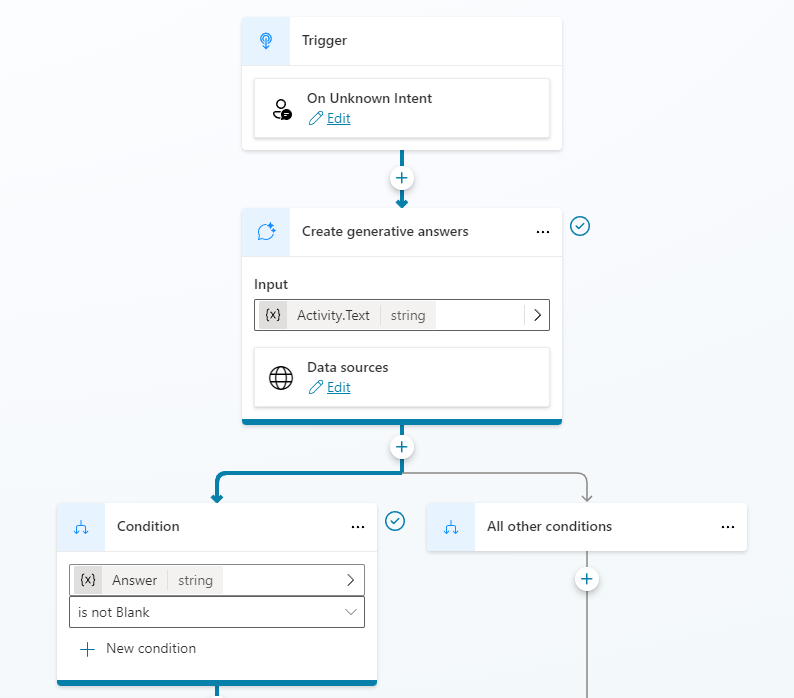 Trigger
On Unknown Intent
Edit
Create generative answers
Input
{x} Activity.Text string
Data sources
Edit
Condition
{x} Answer string
is not Blank
New condition
All other conditions